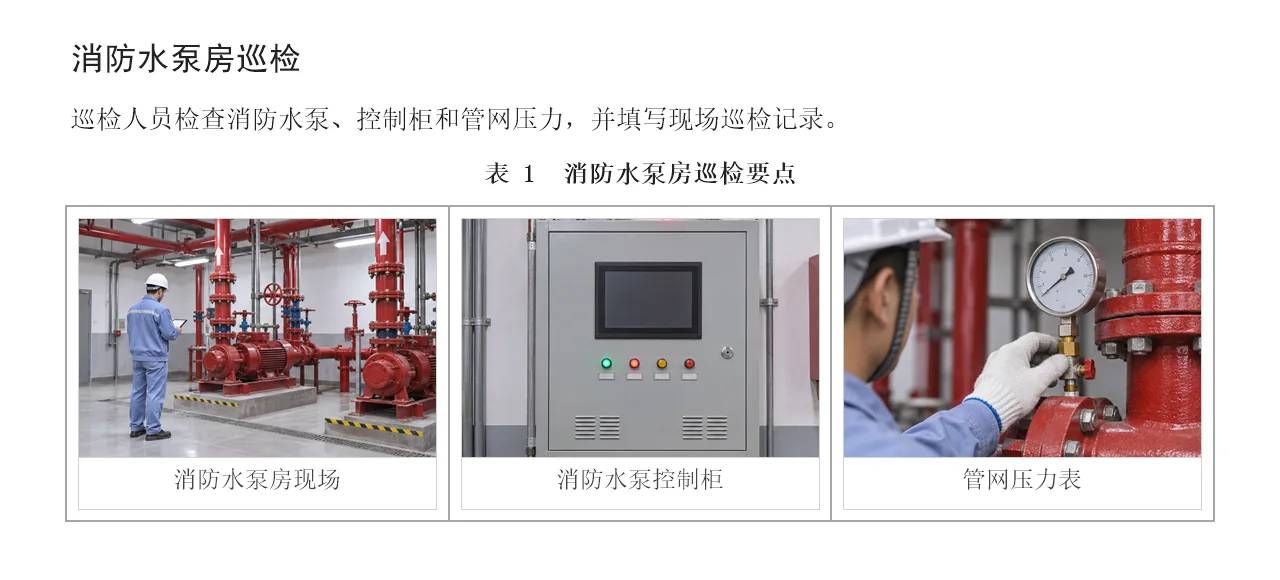 消防水泵房巡检
巡检人员检查消防水泵、控制柜和管网压力，并填写现场巡检记录。
表 1　消防水泵房巡检要点
消防水泵房现场
消防水泵控制柜
管网压力表